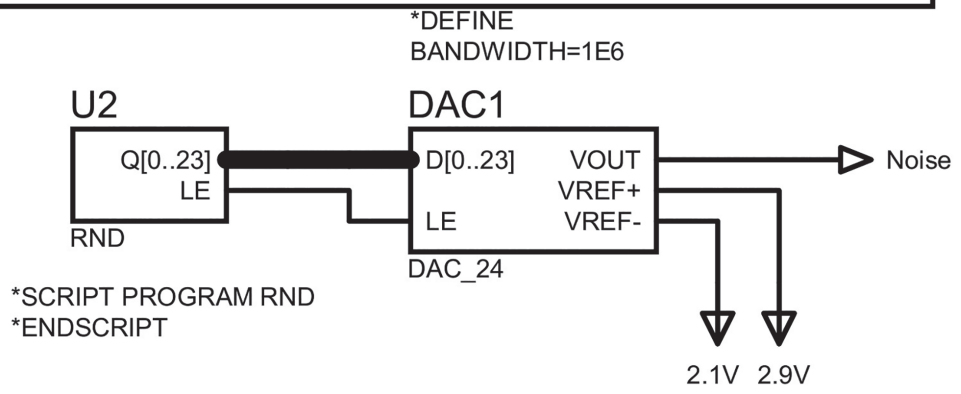 *DEFINE
BANDWIDTH=1E6
U2
DAC1
Q[0..23]
D[0..23]
VOUT
Noise
LE
VREF+
LE
VREF-
RND
DAC_24
*SCRIPT PROGRAM RND
*ENDSCRIPT
2.1V
2.9V